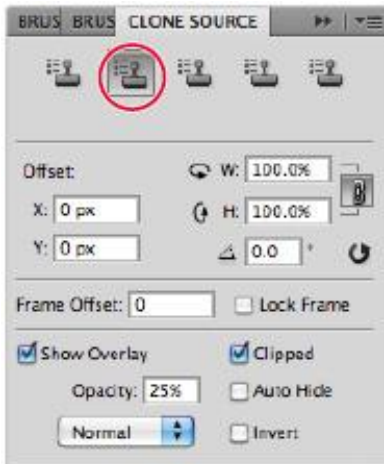 BRUS BRUS CLONE SOURCE
Offset: W: 100.0%
X: 0 px H: 100.0%
Y: 0 px 0.0 °
Frame Offset: 0 Lock Frame
Show Overlay Clipped
Opacity: 25% Auto Hide
Normal Invert